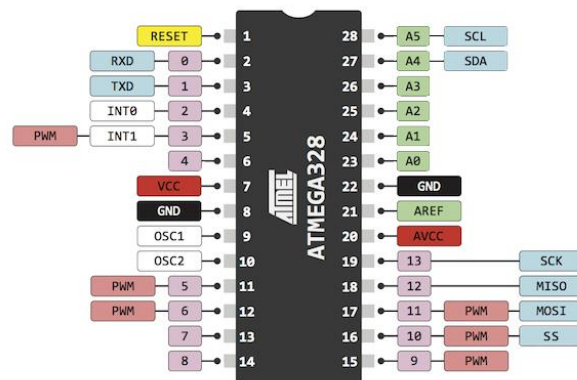 RESET 1 28 A5 SCL
RXD 0 2 27 A4 SDA
TXD 1 3 26 A3
INT0 2 4 25 A2
PWM INT1 3 5 24 A1
4 6 23 A0
VCC 7 22 GND
GND 8 21 AREF
OSC1 9 20 AVCC
OSC2 10 19 13 SCK
PWM 5 11 18 12 MISO
PWM 6 12 17 11 PWM MOSI
7 13 16 10 PWM SS
8 14 15 9 PWM
ATMEL
ATMEGA328